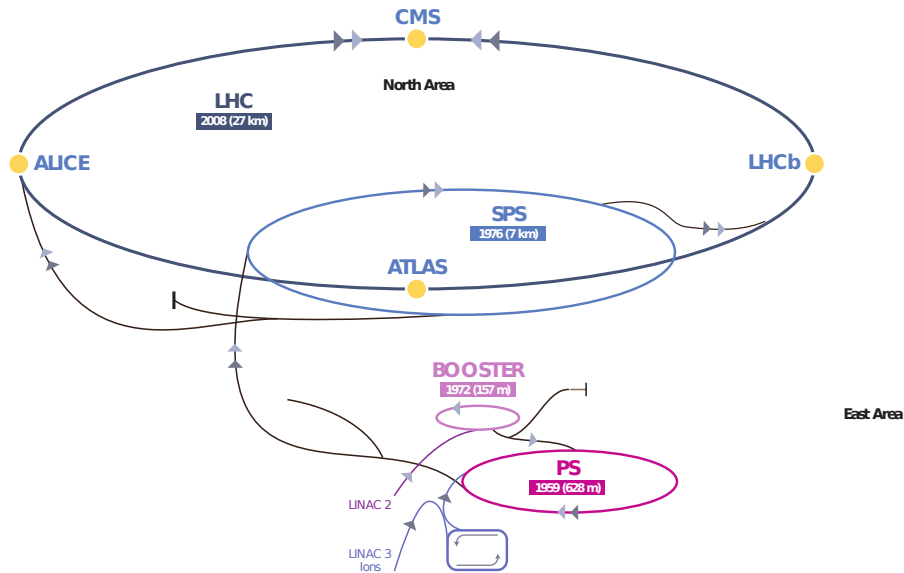 CMS
North Area
LHC
2008 (27 km)
ALICE
LHCb
SPS
1976 (7 km)
ATLAS
BOOSTER
1972 (157 m)
East Area
PS
1959 (628 m)
LINAC 2
LINAC 3
Ions